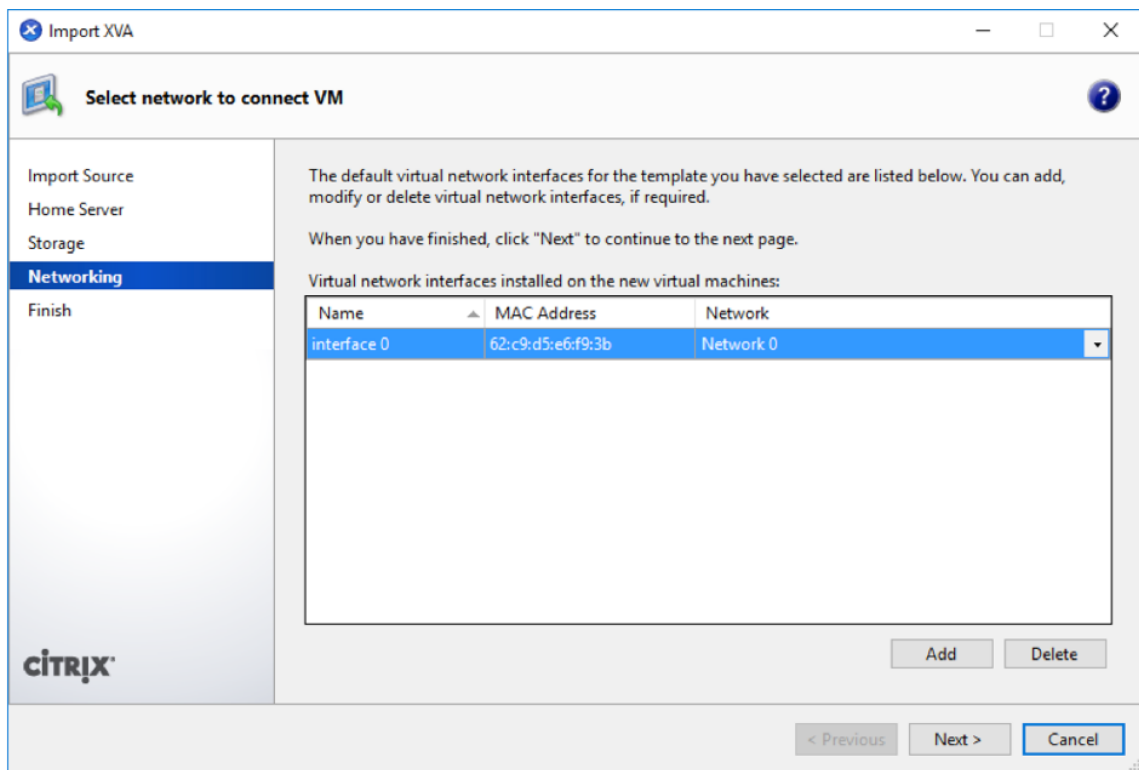 Import XVA
Select network to connect VM
?
Import Source
Home Server
Storage
Networking
Finish
The default virtual network interfaces for the template you have selected are listed below. You can add,
modify or delete virtual network interfaces, if required.
When you have finished, click "Next" to continue to the next page.
Virtual network interfaces installed on the new virtual machines:
Name MAC Address Network
interface 0 62:c9:d5:e6:f9:3b Network 0
Add Delete
CİTRIX
< Previous Next > Cancel